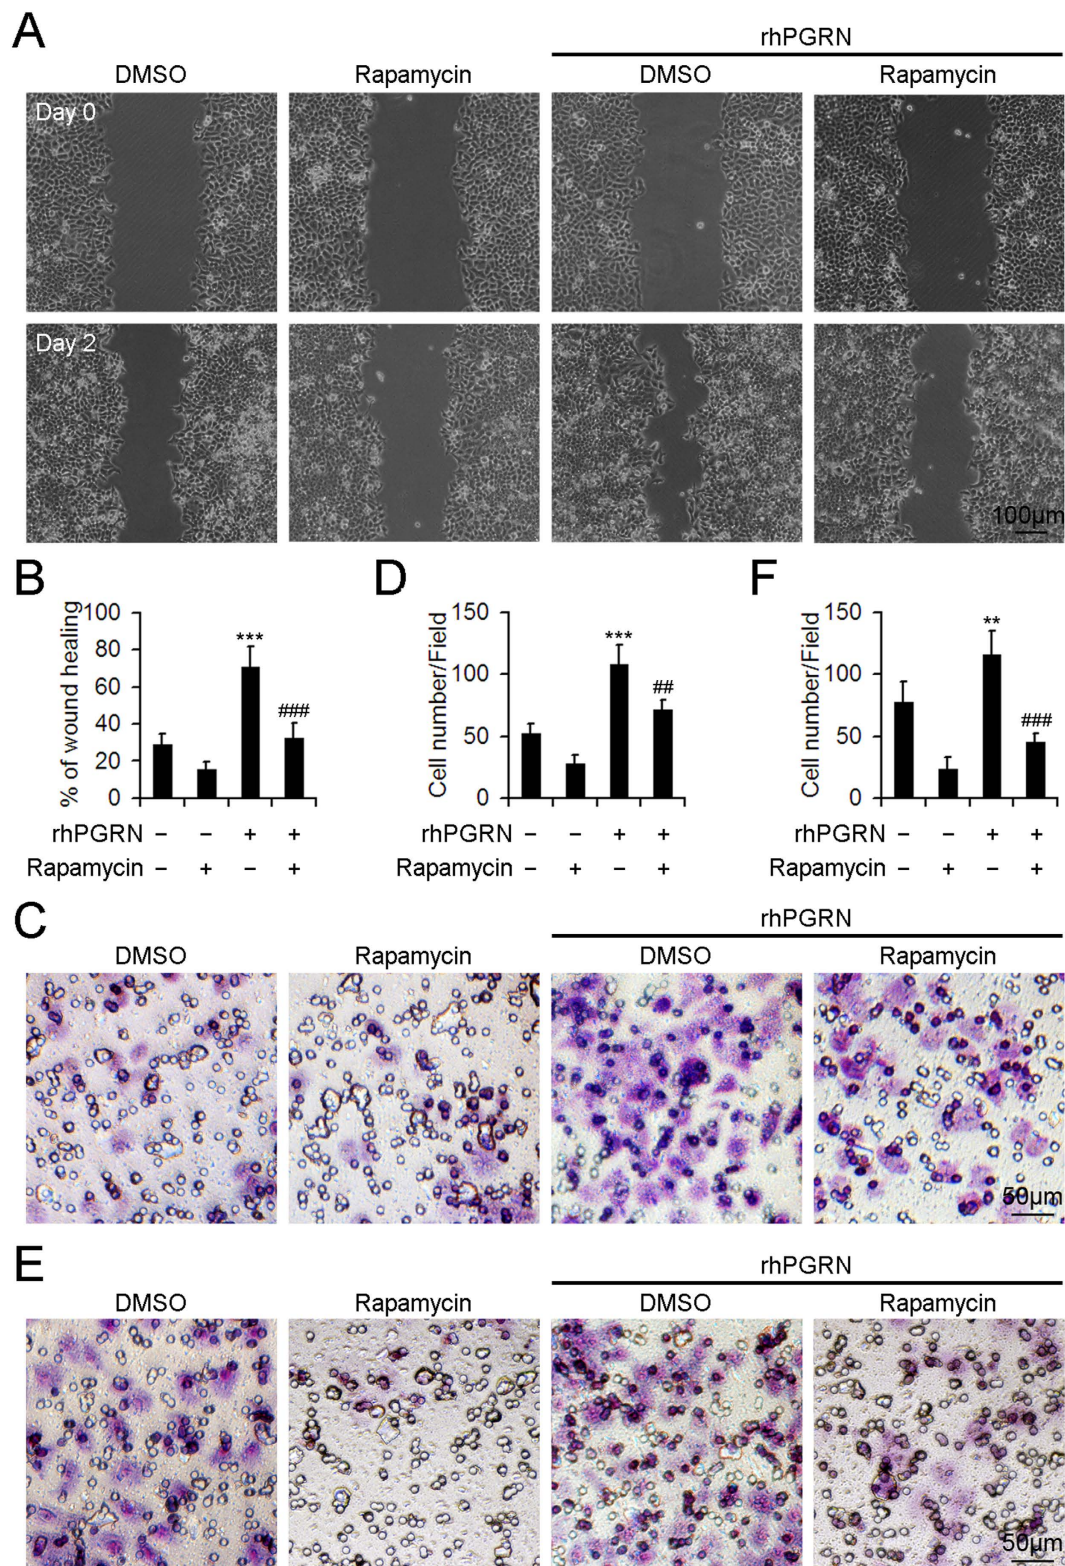 A
rhPGRN
DMSO Rapamycin DMSO Rapamycin
Day 0
Day 2
100μm
B D F
% of wound healing
100
80
60
40
20
0
***
###
rhPGRN − − + +
Rapamycin − + − +
Cell number/Field
150
100
50
0
***
##
rhPGRN − − + +
Rapamycin − + − +
Cell number/Field
150
100
50
0
**
###
rhPGRN − − + +
Rapamycin − + − +
C
rhPGRN
DMSO Rapamycin DMSO Rapamycin
50μm
E
rhPGRN
DMSO Rapamycin DMSO Rapamycin
50μm